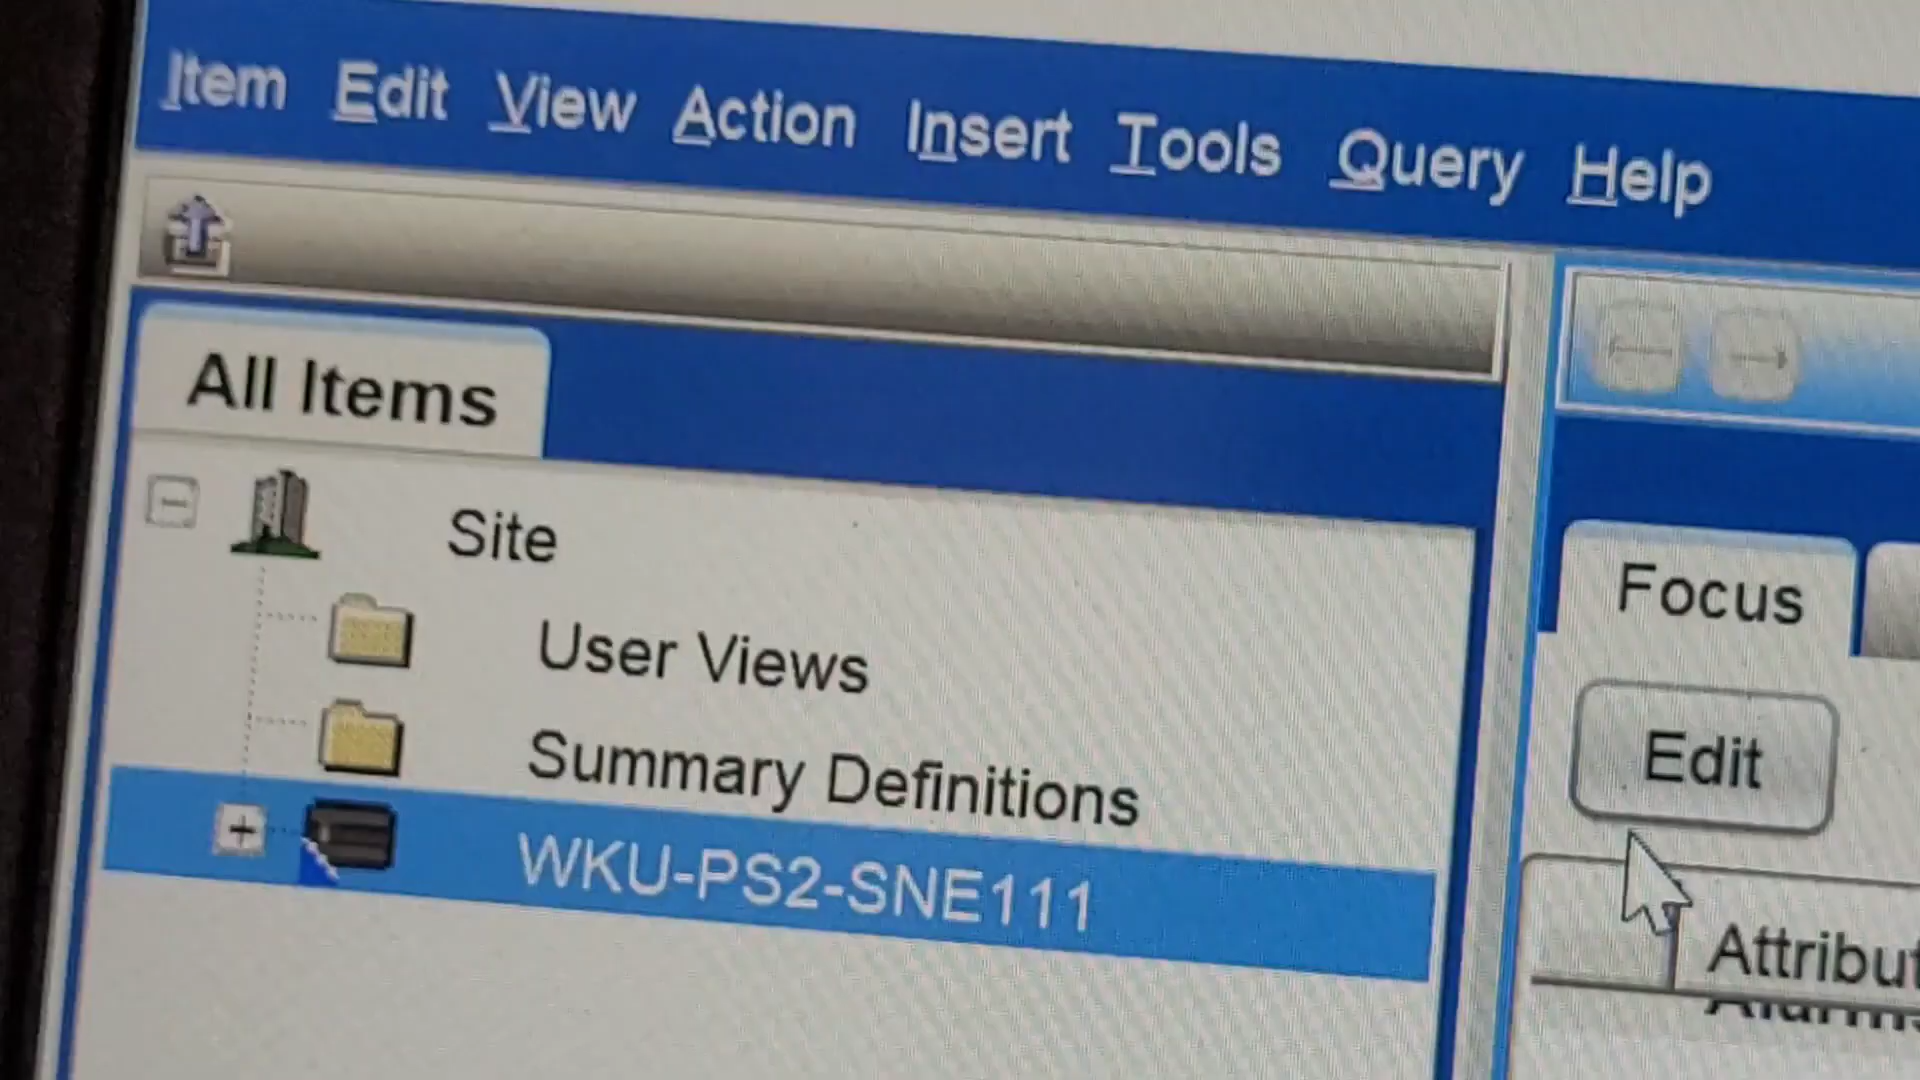 Item Edit View Action Insert Tools Query Help
All Items
Site
User Views
Summary Definitions
WKU-PS2-SNE111
Focus
Edit
Attribut